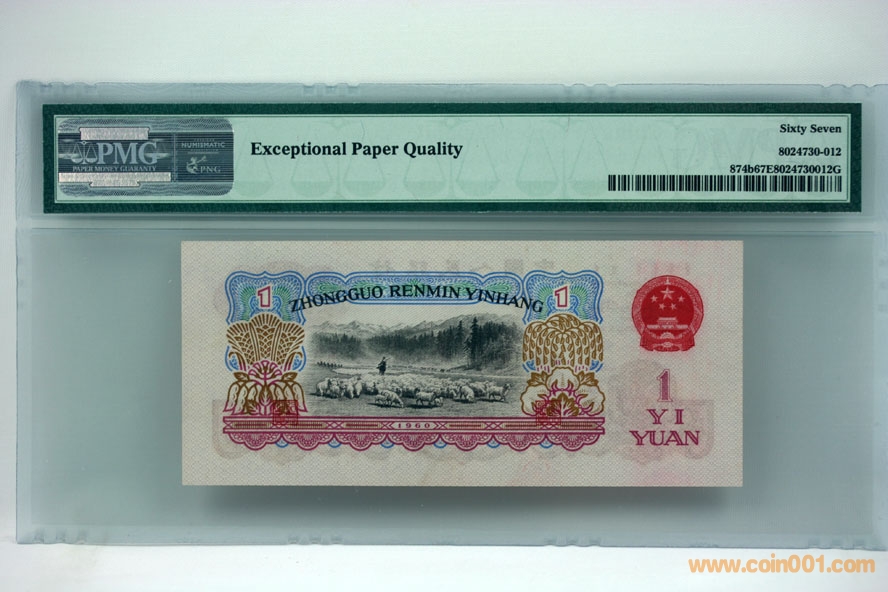 Sixty Seven
PMG
PAPER MONEY GUARANTY
NUMISMATIC
PNG
Exceptional Paper Quality
8024730-012
874b67E8024730012G
ZHONGGUO RENMIN YINHANG
1
1
1960
1
YI
YUAN
www.coin001.com